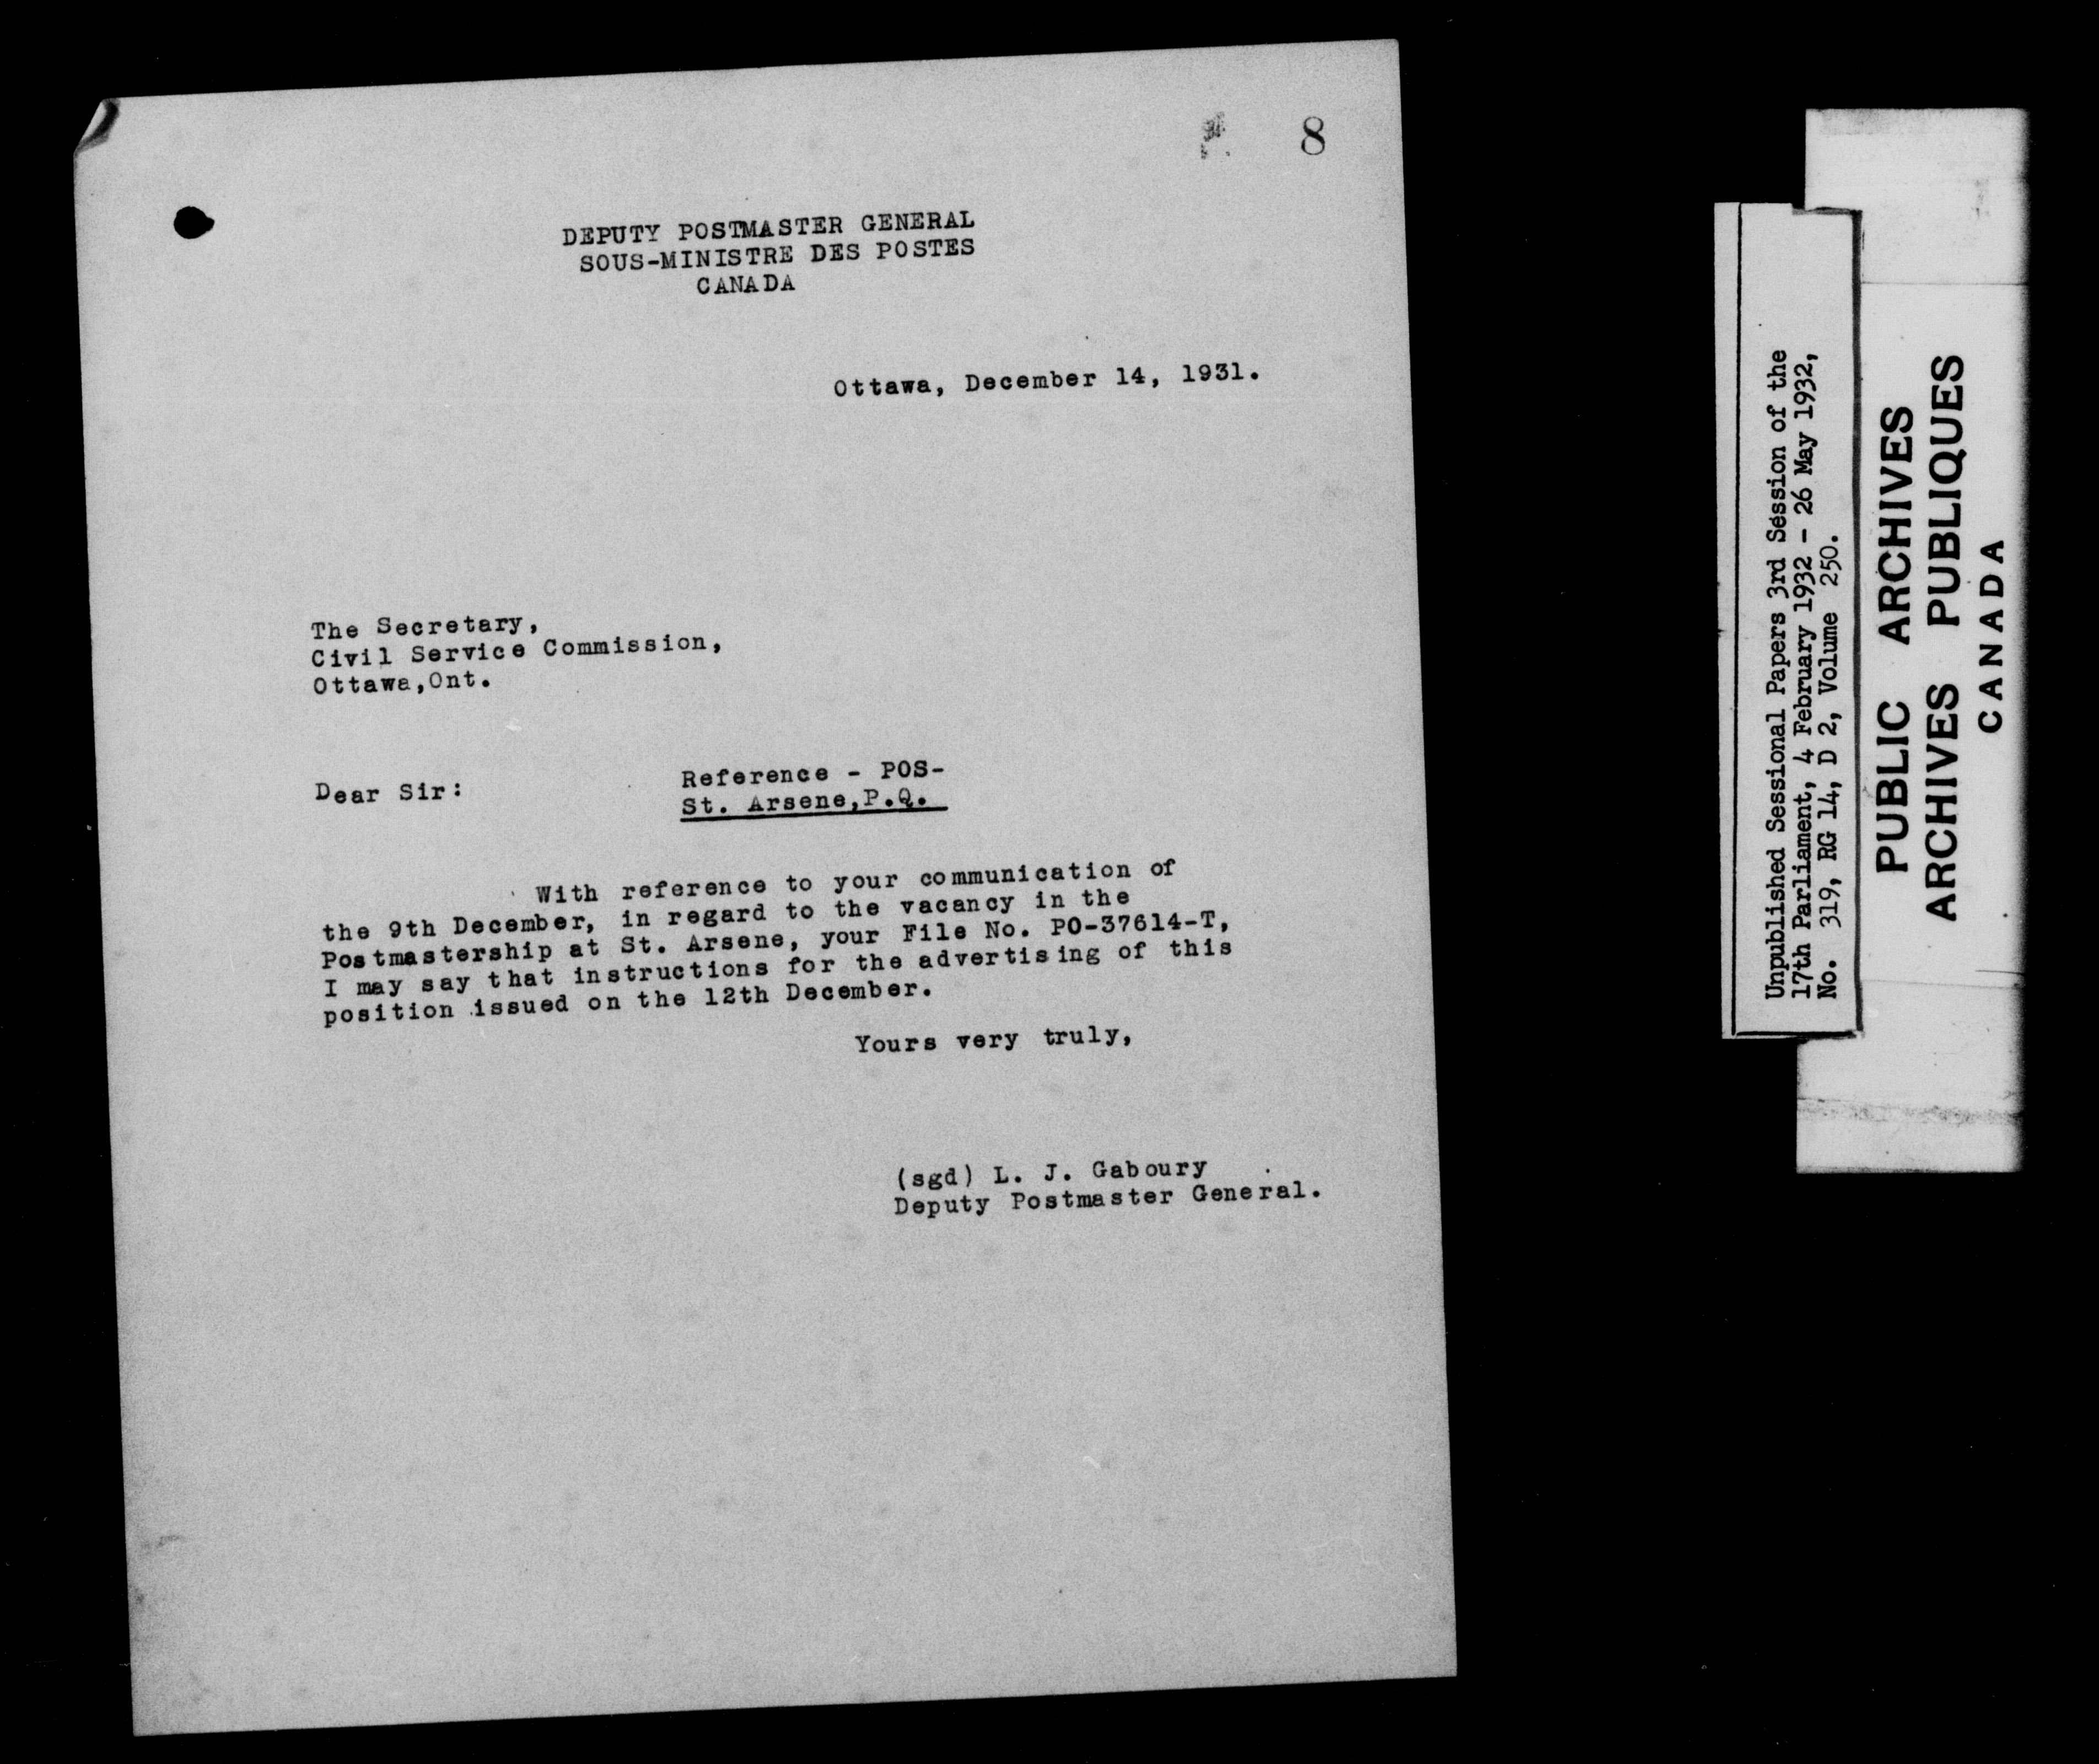 8
DEPUTY POSTMASTER GENERAL
SOUS-MINISTRE DES POSTES
CANADA
Ottawa, December 14, 1931.
The Secretary,
Civil Service Commission,
Ottawa,Ont.
Dear Sir:
Reference - POS-
St. Arsene,P.Q.
With reference to your communication of
the 9th December, in regard to the vacancy in the
Postmastership at St. Arsene, your File No. PO-37614-T,
I may say that instructions for the advertising of this
position issued on the 12th December.
Yours very truly,
(sgd) L. J. Gaboury
Deputy Postmaster General.
Unpublished Sessional Papers 3rd Session of the
17th Parliament, 4 February 1932 - 26 May 1932,
No. 319, RG 14, D 2, Volume 250.
PUBLIC ARCHIVES
ARCHIVES PUBLIQUES
CANADA